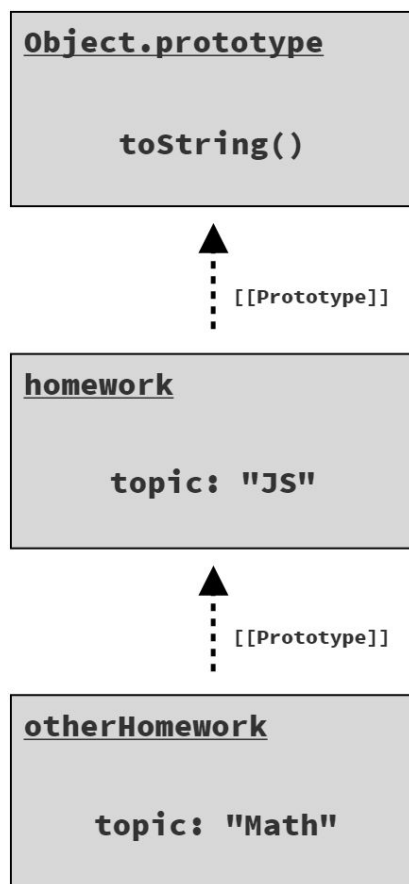 Object.prototype
toString()
[[Prototype]]
homework
topic: "JS"
[[Prototype]]
otherHomework
topic: "Math"